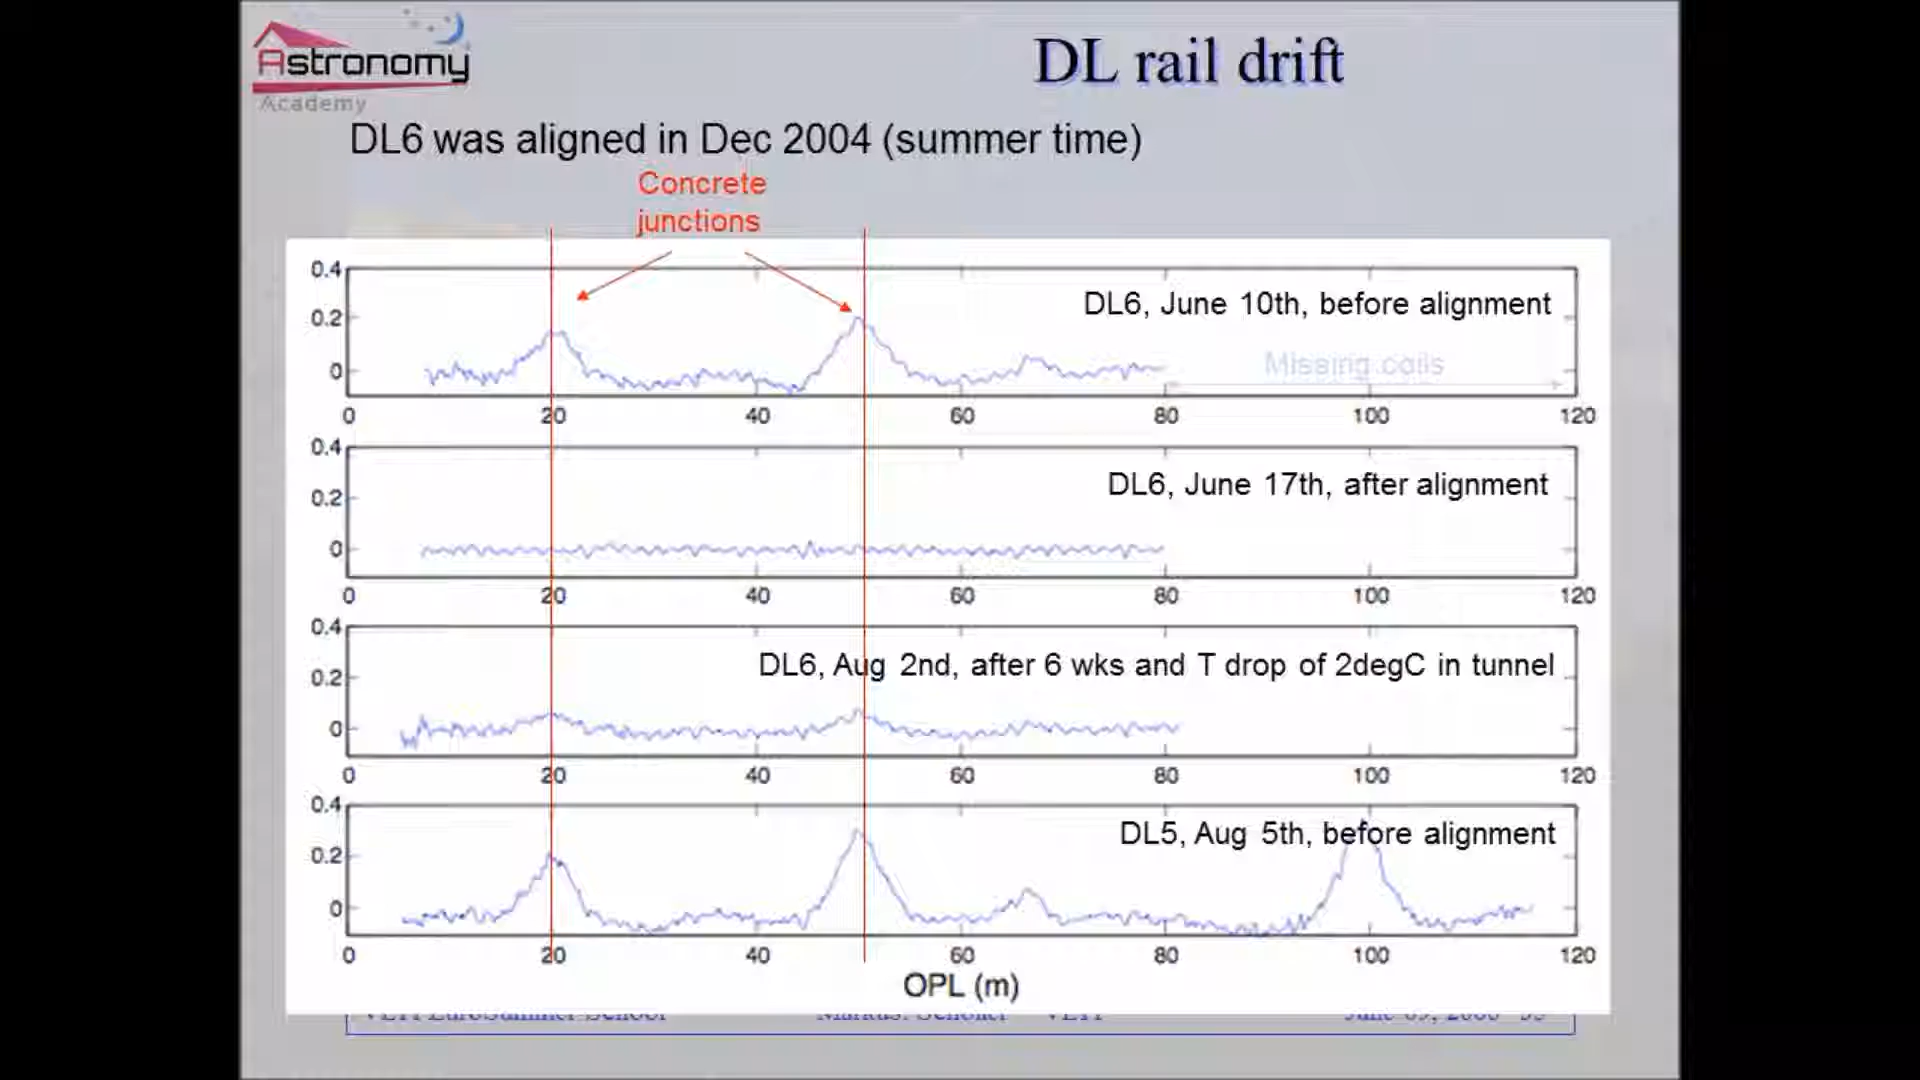 Astronomy
Academy
DL rail drift
DL6 was aligned in Dec 2004 (summer time)
Concrete
junctions
0.4
0.2
0
DL6, June 10th, before alignment
Missing coils
0 20 40 60 80 100 120
0.4
0.2
0
DL6, June 17th, after alignment
0 20 40 60 80 100 120
0.4
0.2
0
DL6, Aug 2nd, after 6 wks and T drop of 2degC in tunnel
0 20 40 60 80 100 120
0.4
0.2
0
DL5, Aug 5th, before alignment
0 20 40 60 80 100 120
OPL (m)